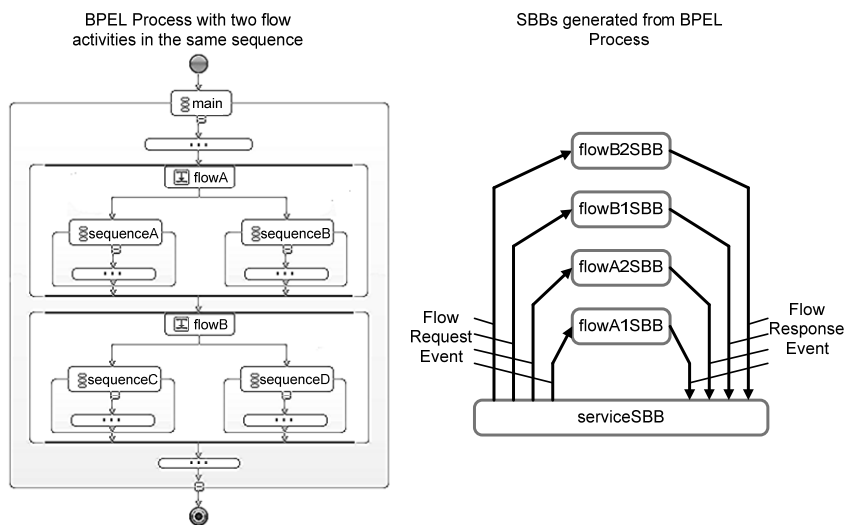 BPEL Process with two flow
activities in the same sequence
main
flowA
sequenceA
sequenceB
flowB
sequenceC
sequenceD
SBBs generated from BPEL
Process
flowB2SBB
flowB1SBB
flowA2SBB
flowA1SBB
Flow
Request
Event
Flow
Response
Event
serviceSBB